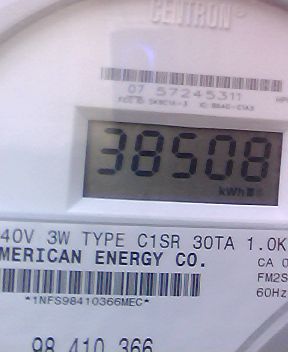 CENTRON®
07 57245311
38508
kWh
40V 3W TYPE C1SR 30TA 1.0K
MERICAN ENERGY CO.
CA 0
FM2S
60Hz
*1NFS98410366MEC*
98 410 366